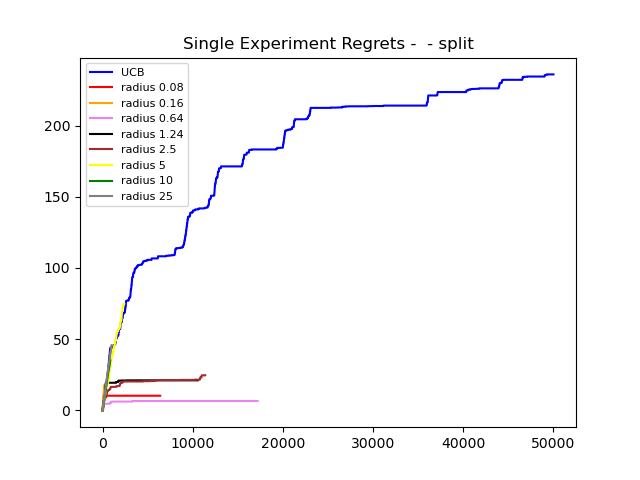 Single Experiment Regrets -  - split
UCB
radius 0.08
radius 0.16
radius 0.64
radius 1.24
radius 2.5
radius 5
radius 10
radius 25
200
150
100
50
0
0 10000 20000 30000 40000 50000